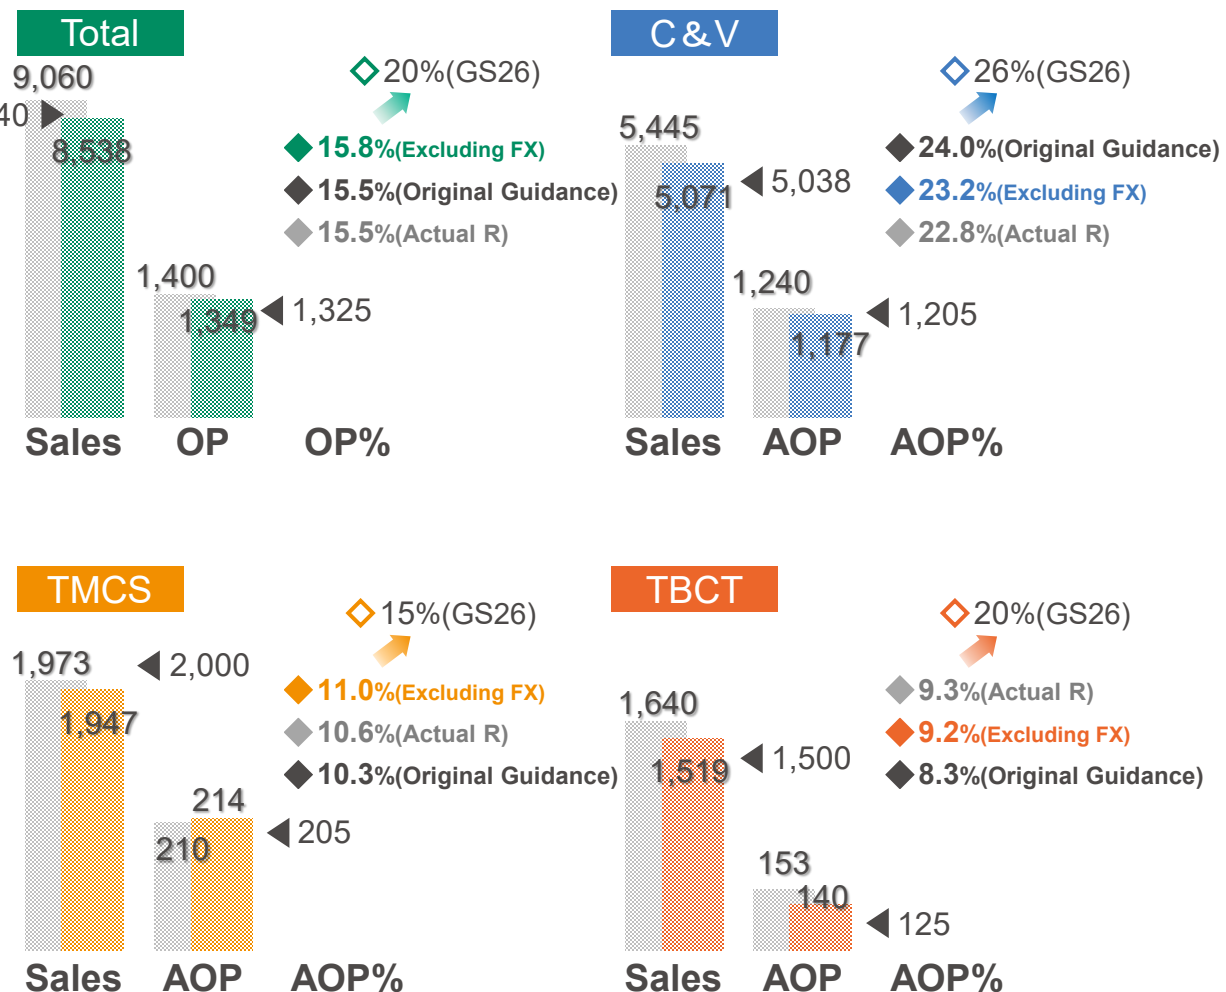 Total
9,060
20%(GS26)
40
8,538
15.8%(Excluding FX)
15.5%(Original Guidance)
15.5%(Actual R)
1,400
1,349
1,325
Sales OP OP%
C&V
26%(GS26)
5,445
24.0%(Original Guidance)
5,071
5,038
23.2%(Excluding FX)
22.8%(Actual R)
1,240
1,177
1,205
Sales AOP AOP%
TMCS
15%(GS26)
1,973
2,000
1,947
11.0%(Excluding FX)
10.6%(Actual R)
10.3%(Original Guidance)
214
210
205
Sales AOP AOP%
TBCT
20%(GS26)
1,640
9.3%(Actual R)
1,519
1,500
9.2%(Excluding FX)
8.3%(Original Guidance)
153
140
125
Sales AOP AOP%